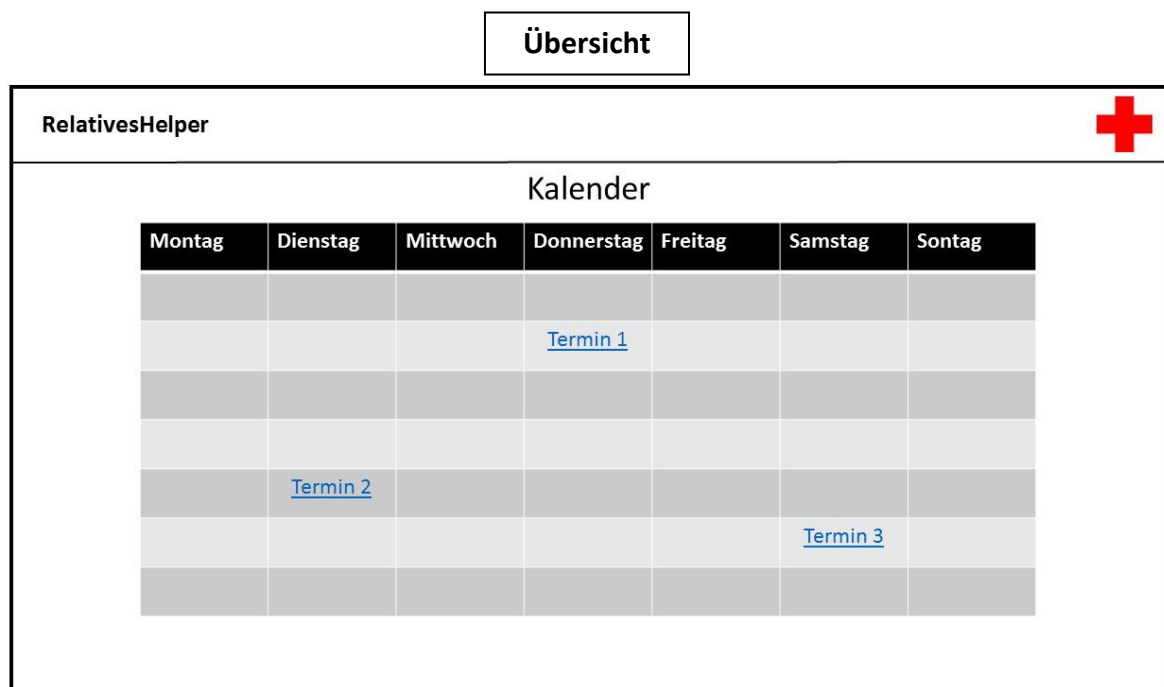 Übersicht
RelativesHelper
Kalender
Montag Dienstag Mittwoch Donnerstag Freitag Samstag Sontag
Termin 1
Termin 2
Termin 3